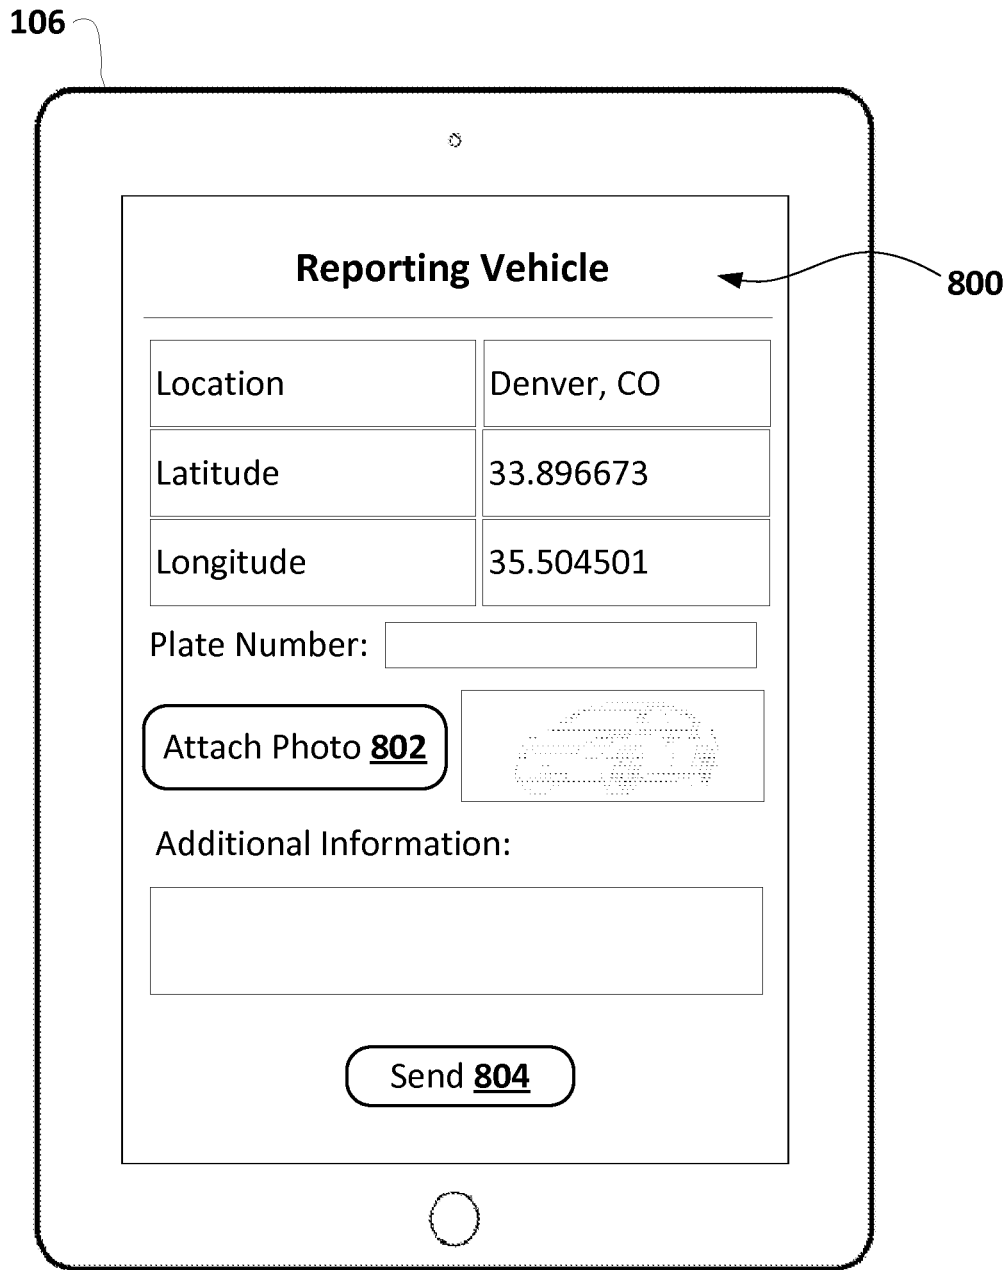 106
Reporting Vehicle
800
Location Denver, CO
Latitude 33.896673
Longitude 35.504501
Plate Number:
Attach Photo 802
Additional Information:
Send 804